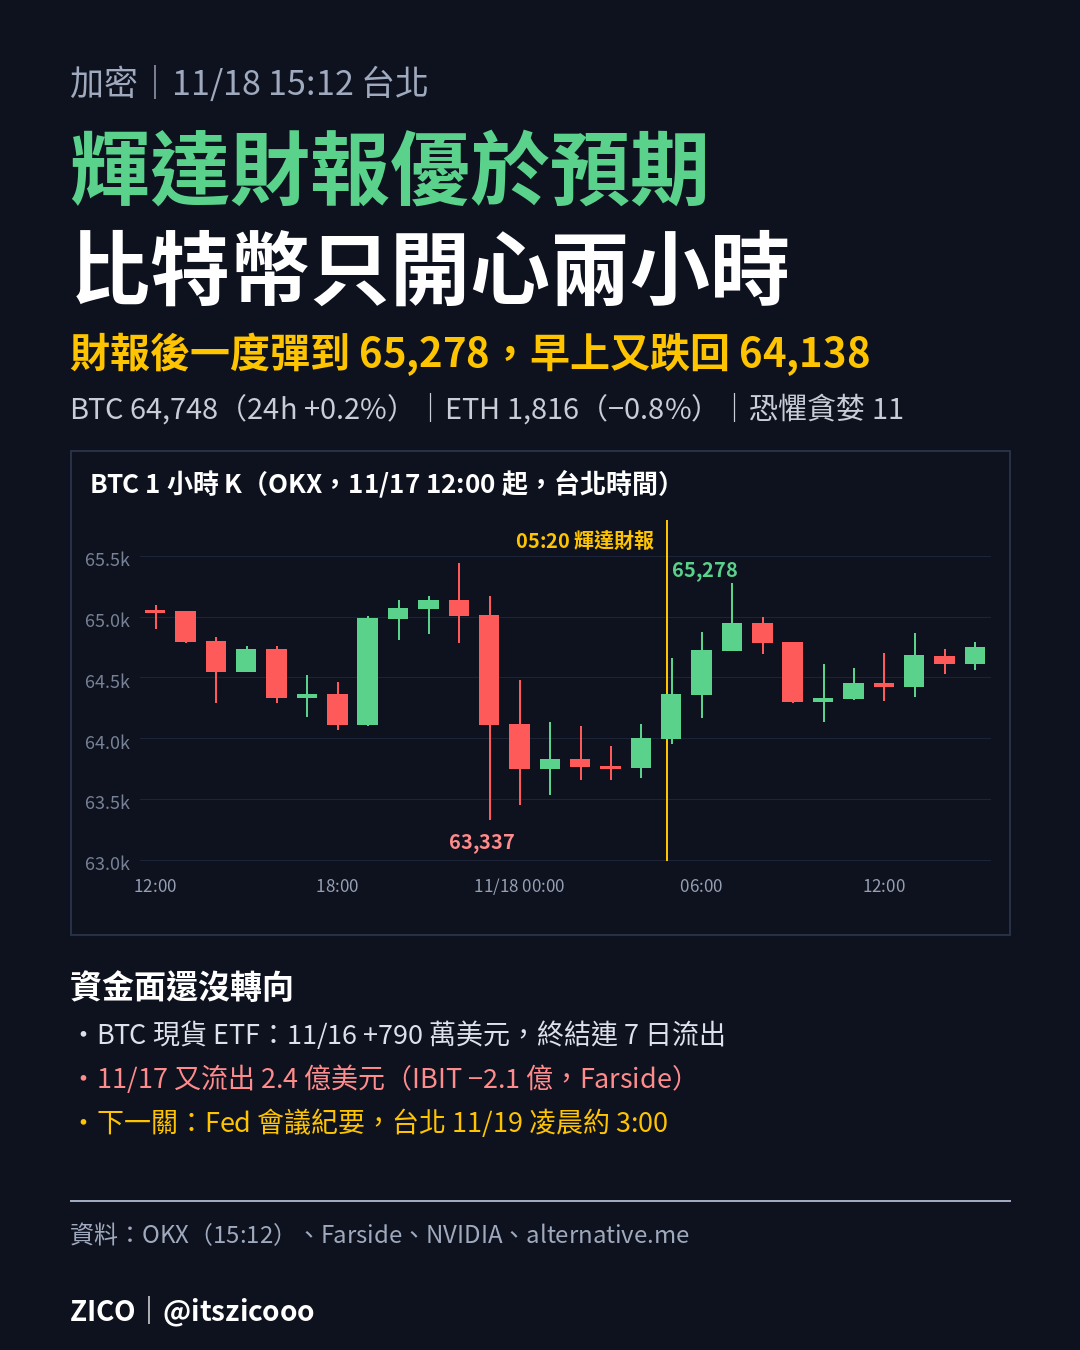 加密｜11/18 15:12 台北
輝達財報優於預期
比特幣只開心兩小時
財報後一度彈到 65,278，早上又跌回 64,138
BTC 64,748（24h +0.2%）｜ETH 1,816（−0.8%）｜恐懼貪婪 11
BTC 1 小時 K（OKX，11/17 12:00 起，台北時間）
05:20 輝達財報
65.5k
65,278
65.0k
64.5k
64.0k
63.5k
63,337
63.0k
12:00
18:00
11/18 00:00
06:00
12:00
資金面還沒轉向
・BTC 現貨 ETF：11/16 +790 萬美元，終結連 7 日流出
・11/17 又流出 2.4 億美元（IBIT −2.1 億，Farside）
・下一關：Fed 會議紀要，台北 11/19 凌晨約 3:00
資料：OKX（15:12）、Farside、NVIDIA、alternative.me
ZICO｜@itszicooo